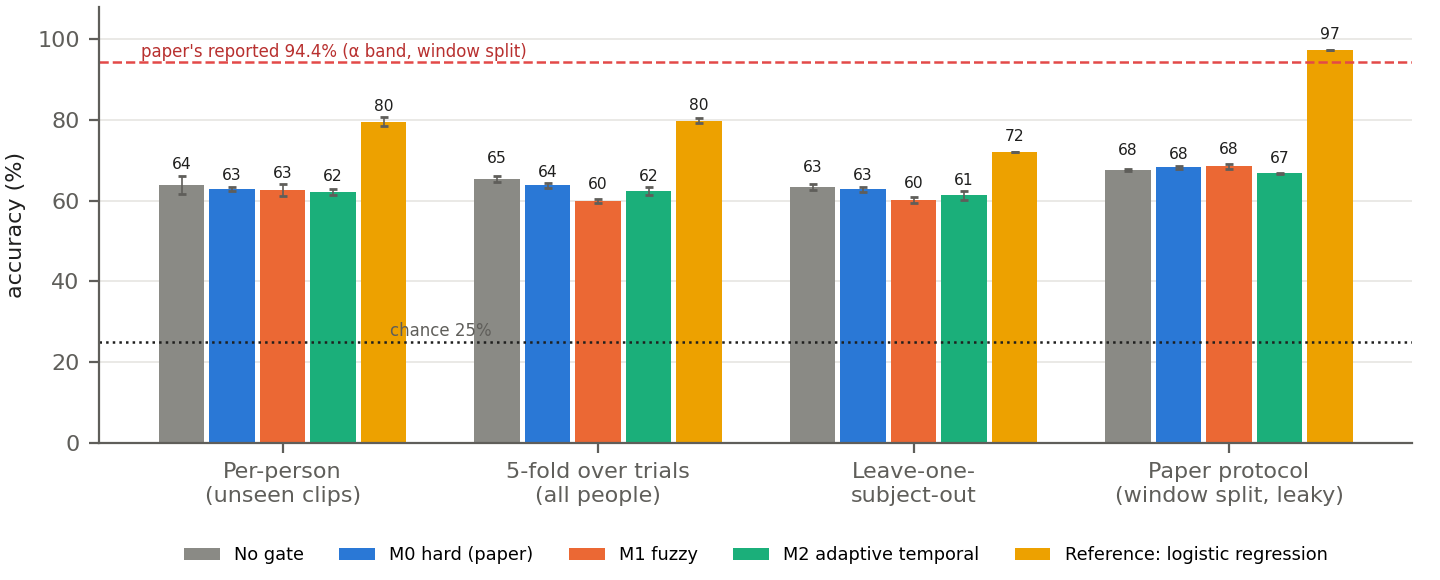 97
100
paper's reported 94.4% (α band, window split)
80
80
80
72
64 63 63 62
65 64 60 62
63 63 60 61
68 68 68 67
60
accuracy (%)
40
chance 25%
20
0
Per-person
(unseen clips)
5-fold over trials
(all people)
Leave-one-
subject-out
Paper protocol
(window split, leaky)
No gate
M0 hard (paper)
M1 fuzzy
M2 adaptive temporal
Reference: logistic regression